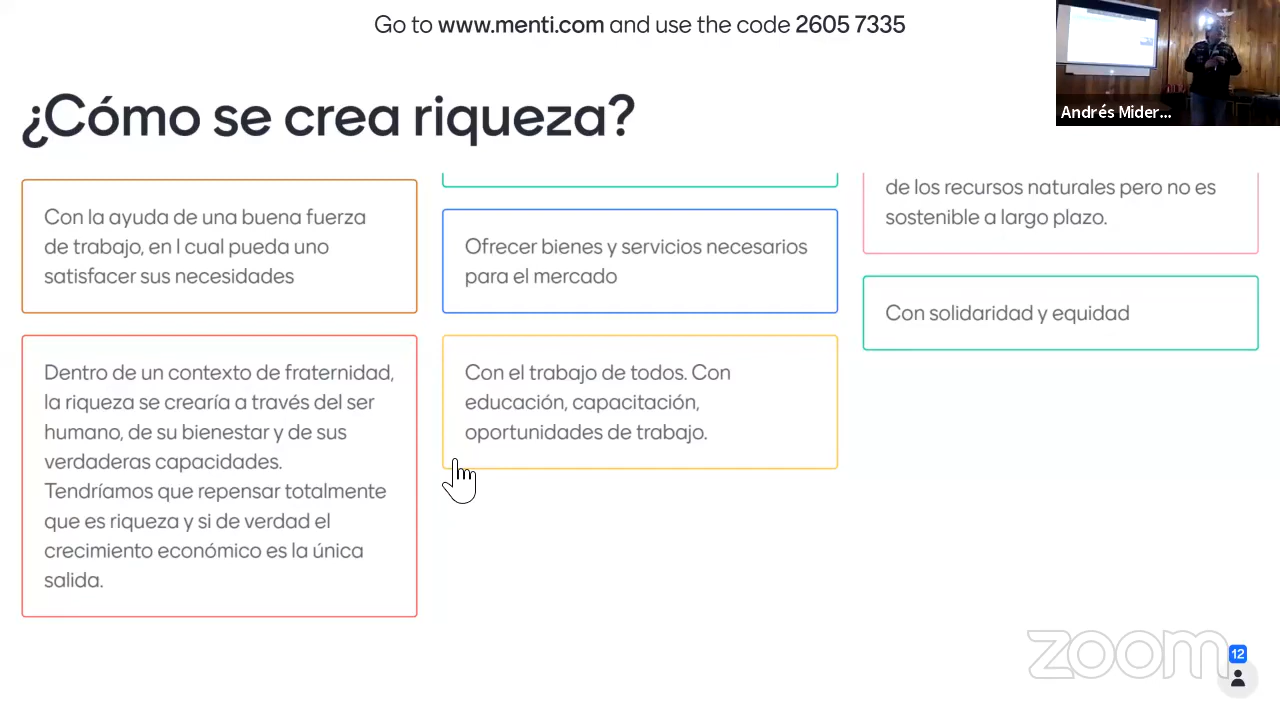 Go to www.menti.com and use the code 2605 7335
Andrés Mider...
¿Cómo se crea riqueza?
Con la ayuda de una buena fuerza
de trabajo, en l cual pueda uno
satisfacer sus necesidades
Dentro de un contexto de fraternidad,
la riqueza se crearía a través del ser
humano, de su bienestar y de sus
verdaderas capacidades.
Tendríamos que repensar totalmente
que es riqueza y si de verdad el
crecimiento económico es la única
salida.
Ofrecer bienes y servicios necesarios
para el mercado
Con el trabajo de todos. Con
educación, capacitación,
oportunidades de trabajo.
de los recursos naturales pero no es
sostenible a largo plazo.
Con solidaridad y equidad
zoom
12